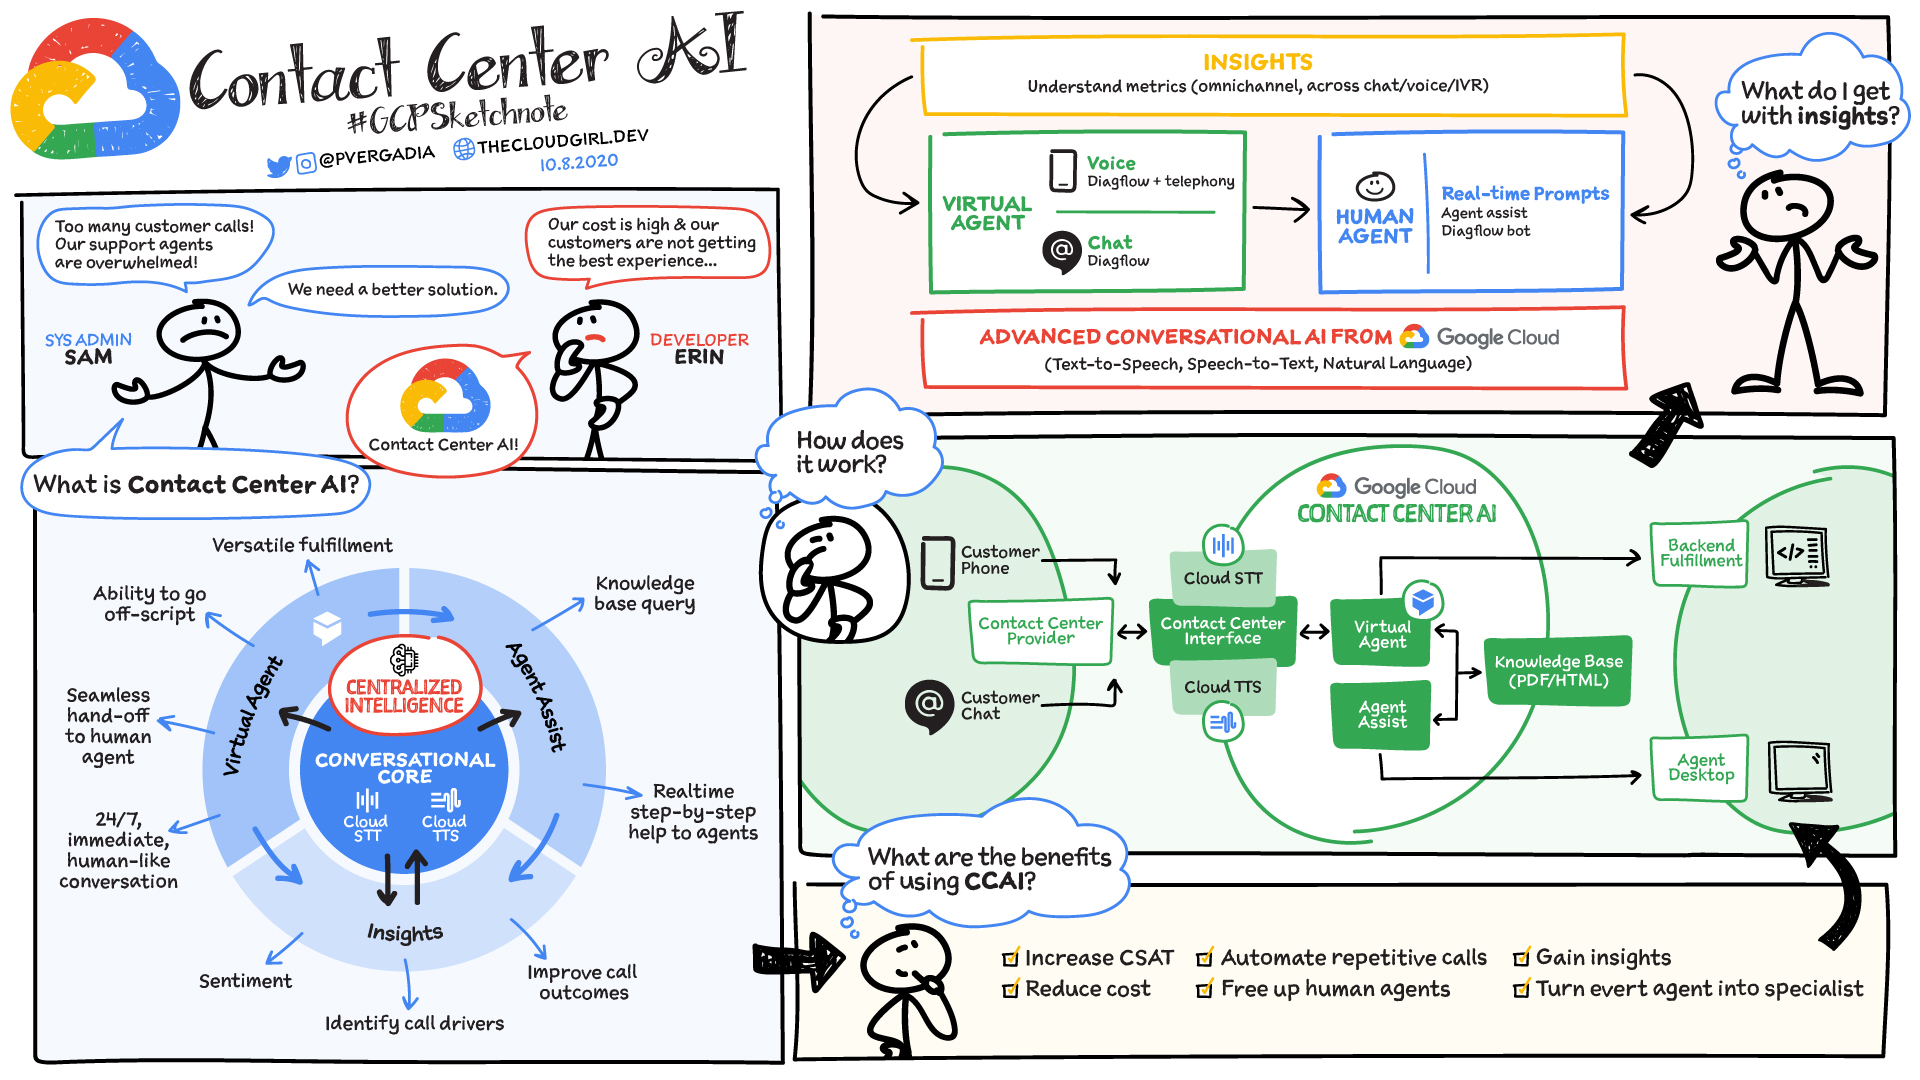 Contact Center AI
#GCPSketchnote
@PVERGADIA
THECLOUDGIRL.DEV
10.8.2020
Too many customer calls!
Our support agents
are overwhelmed!
We need a better solution.
Our cost is high & our
customers are not getting
the best experience...
SYS ADMIN
SAM
DEVELOPER
ERIN
Contact Center AI!
What is Contact Center AI?
Versatile fulfillment
Ability to go
off-script
Seamless
hand-off
to human
agent
24/7,
immediate,
human-like
conversation
Virtual Agent
CENTRALIZED
INTELLIGENCE
Agent Assist
CONVERSATIONAL
CORE
Cloud
STT
Cloud
TTS
Insights
Knowledge
base query
Realtime
step-by-step
help to agents
Sentiment
Identify call drivers
Improve call
outcomes
What are the benefits
of using CCAI?
Increase CSAT
Reduce cost
Automate repetitive calls
Free up human agents
Gain insights
Turn evert agent into specialist
How does
it work?
Customer
Phone
Contact Center
Provider
@
Customer
Chat
Google Cloud
CONTACT CENTER AI
Cloud STT
Contact Center
Interface
Cloud TTS
Virtual
Agent
Agent
Assist
Knowledge Base
(PDF/HTML)
Backend
Fulfillment
</>
Agent
Desktop
What do I get
with insights?
INSIGHTS
Understand metrics (omnichannel, across chat/voice/IVR)
VIRTUAL
AGENT
Voice
Diagflow + telephony
@
Chat
Diagflow
HUMAN
AGENT
Real-time Prompts
Agent assist
Diagflow bot
ADVANCED CONVERSATIONAL AI FROM Google Cloud
(Text-to-Speech, Speech-to-Text, Natural Language)